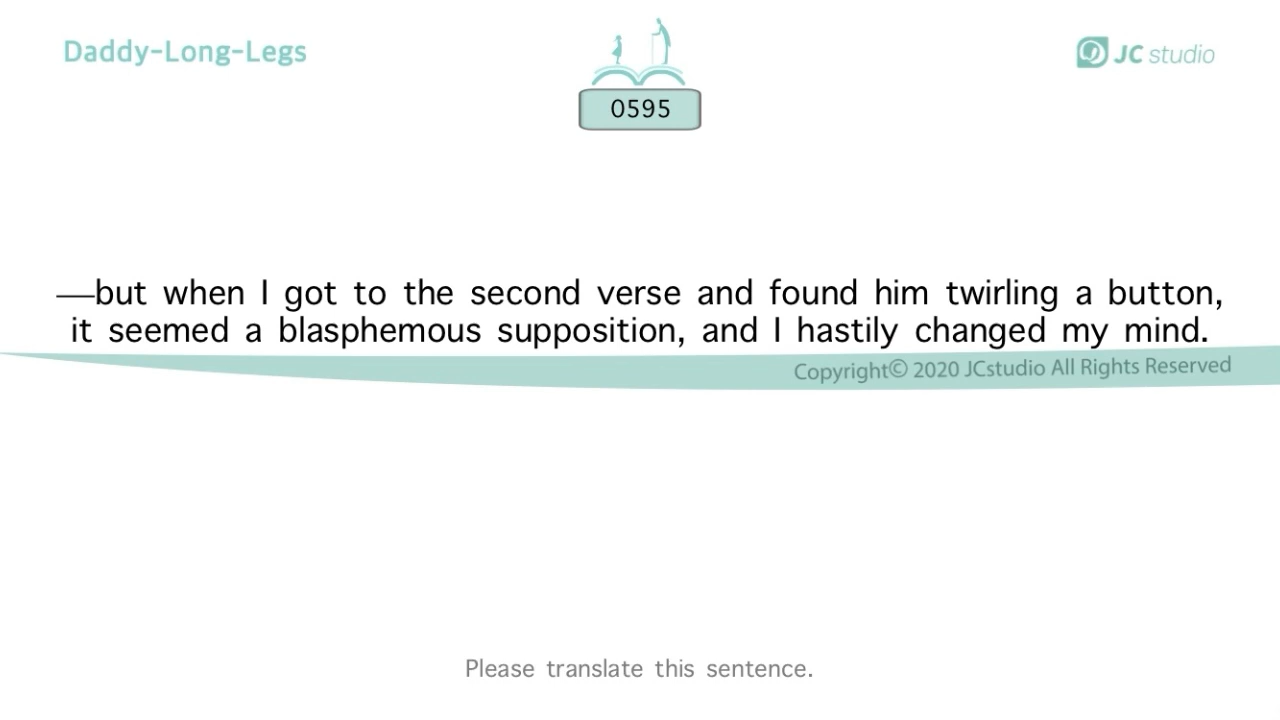 Daddy-Long-Legs
JC studio
0595
—but when I got to the second verse and found him twirling a button,
it seemed a blasphemous supposition, and I hastily changed my mind.
Copyright© 2020 JCstudio All Rights Reserved
Please translate this sentence.